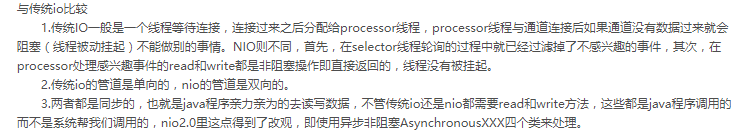 与传统io比较
1.传统IO一般是一个线程等待连接，连接过来之后分配给processor线程，processor线程与通道连接后如果通道没有数据过来就会
阻塞（线程被动挂起）不能做别的事情。NIO则不同，首先，在selector线程轮询的过程中就已经过滤掉了不感兴趣的事件，其次，在
processor处理感兴趣事件的read和write都是非阻塞操作即直接返回的，线程没有被挂起。
2.传统io的管道是单向的，nio的管道是双向的。
3.两者都是同步的，也就是java程序亲力亲为的去读写数据，不管传统io还是nio都需要read和write方法，这些都是java程序调用的
而不是系统帮我们调用的，nio2.0里这点得到了改观，即使用异步非阻塞AsynchronousXXX四个类来处理。